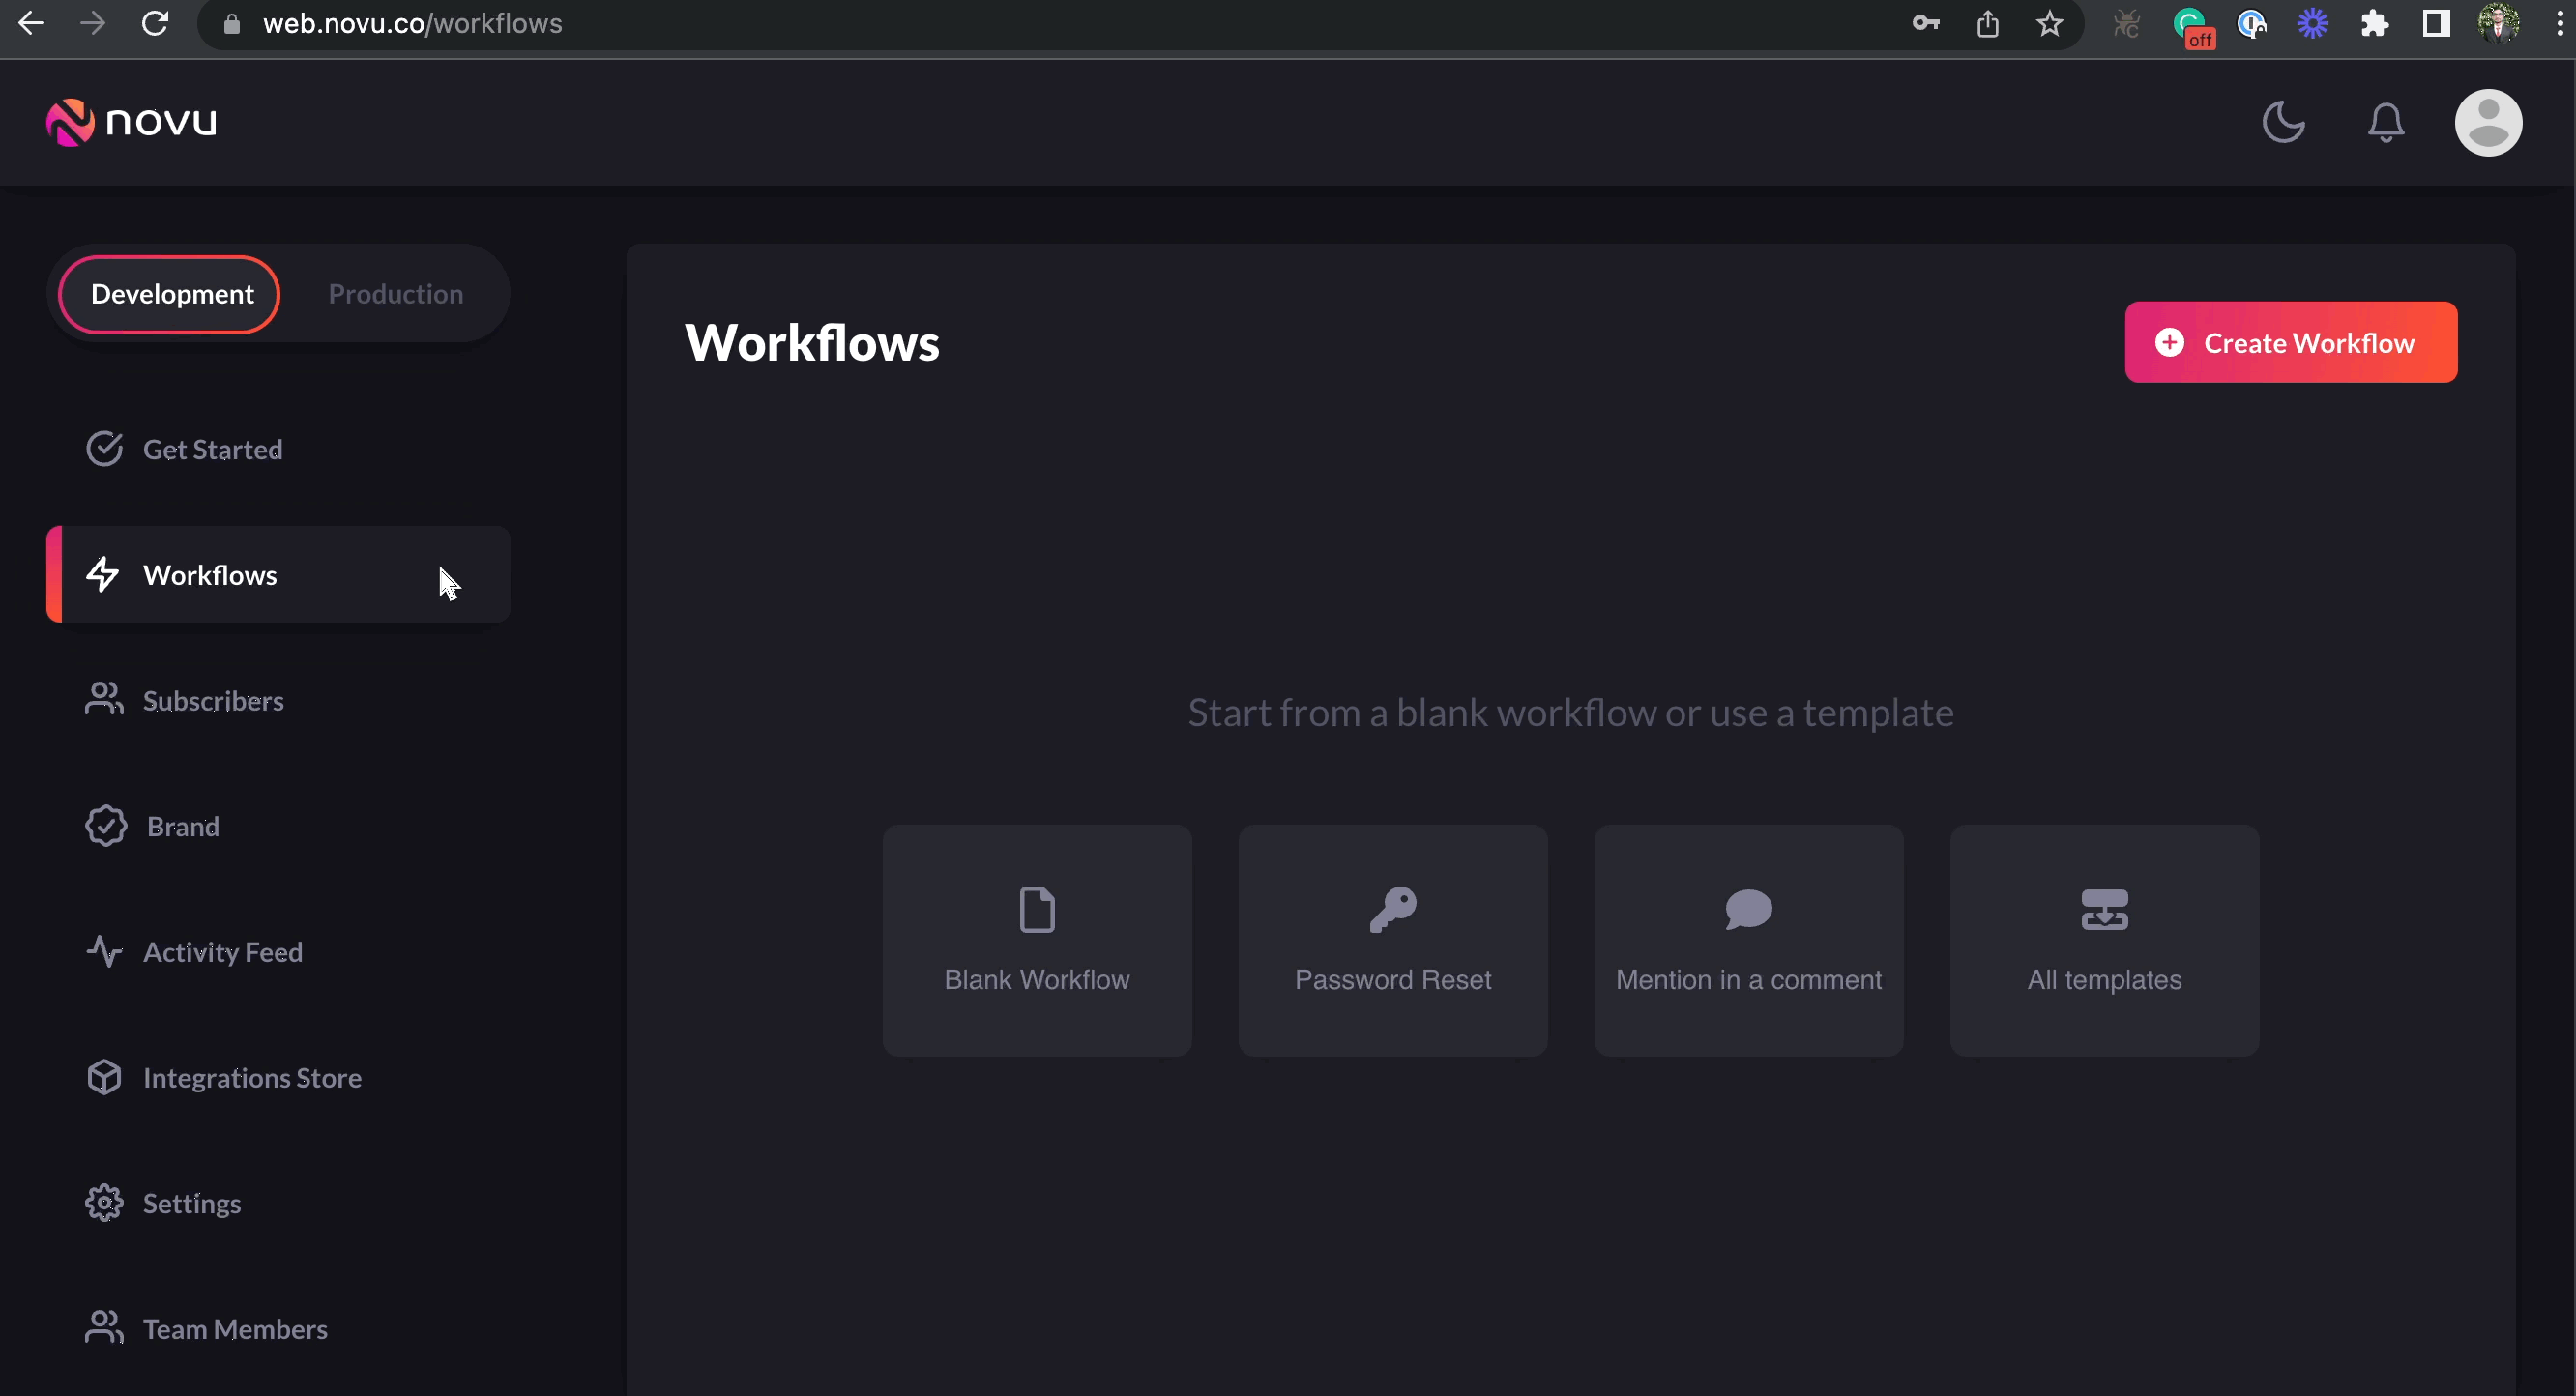 web.novu.co/workflows
off
novu
Development
Production
Get Started
Workflows
Subscribers
Brand
Activity Feed
Integrations Store
Settings
Team Members
Workflows
Create Workflow
Start from a blank workflow or use a template
Blank Workflow
Password Reset
Mention in a comment
All templates